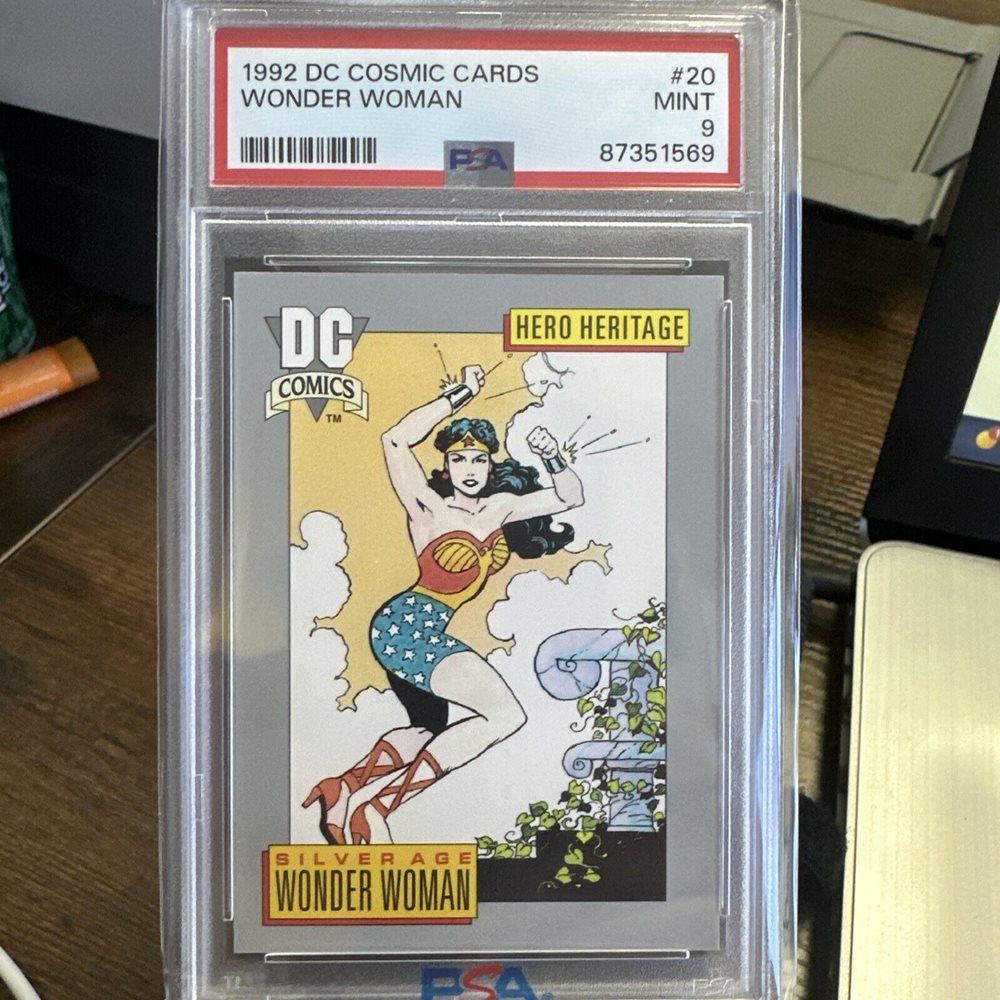 1992 DC COSMIC CARDS #20
WONDER WOMAN MINT
9
87351569
PSA
DC
COMICS
TM
HERO HERITAGE
SILVER AGE
WONDER WOMAN
PSA